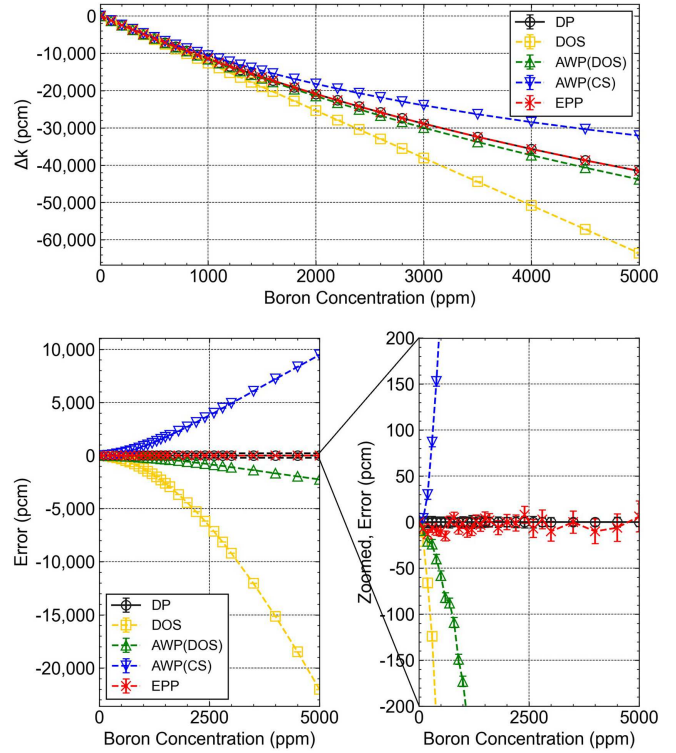 0
-10,000
-20,000
-30,000
-40,000
-50,000
-60,000
Δk (pcm)
0 1000 2000 3000 4000 5000
Boron Concentration (ppm)
DP
DOS
AWP(DOS)
AWP(CS)
EPP
10,000
5,000
0
-5,000
-10,000
-15,000
-20,000
Error (pcm)
0 2500 5000
Boron Concentration (ppm)
DP
DOS
AWP(DOS)
AWP(CS)
EPP
200
150
100
50
0
-50
-100
-150
-200
Zoomed, Error (pcm)
0 2500 5000
Boron Concentration (ppm)